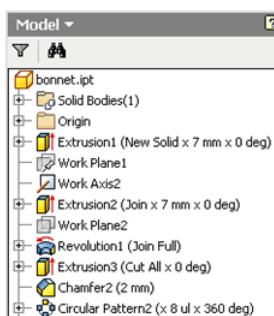 Model
bonnet.ipt
Solid Bodies(1)
Origin
Extrusion1 (New Solid x 7 mm x 0 deg)
Work Plane1
Work Axis2
Extrusion2 (Join x 7 mm x 0 deg)
Work Plane2
Revolution1 (Join Full)
Extrusion3 (Cut All x 0 deg)
Chamfer2 (2 mm)
Circular Pattern2 (x 8 ul x 360 deg)